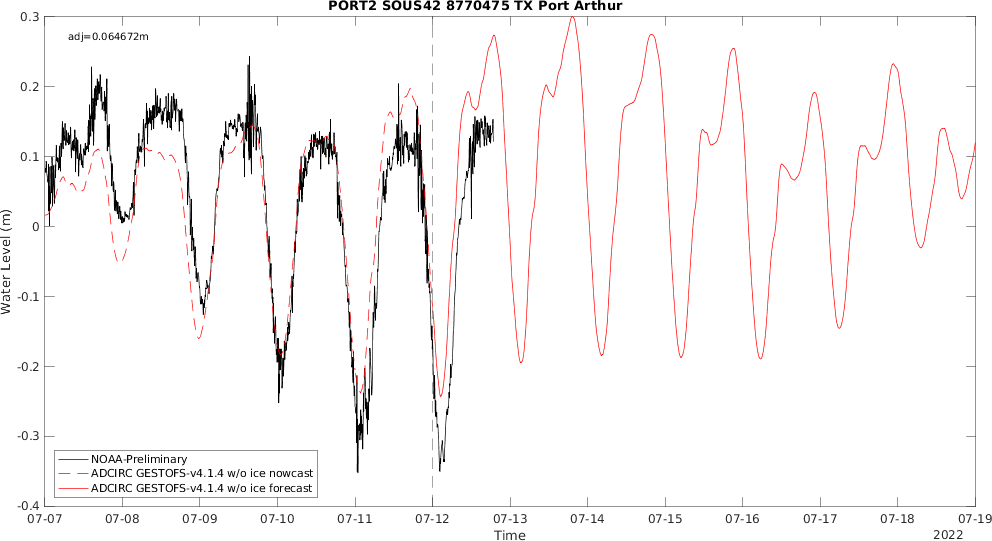 PORT2 SOUS42 8770475 TX Port Arthur
adj=0.064672m
0.3
0.2
0.1
0
-0.1
-0.2
-0.3
-0.4
Water Level (m)
NOAA-Preliminary
ADCIRC GESTOFS-v4.1.4 w/o ice nowcast
ADCIRC GESTOFS-v4.1.4 w/o ice forecast
07-07 07-08 07-09 07-10 07-11 07-12 07-13 07-14 07-15 07-16 07-17 07-18 07-19
Time
2022